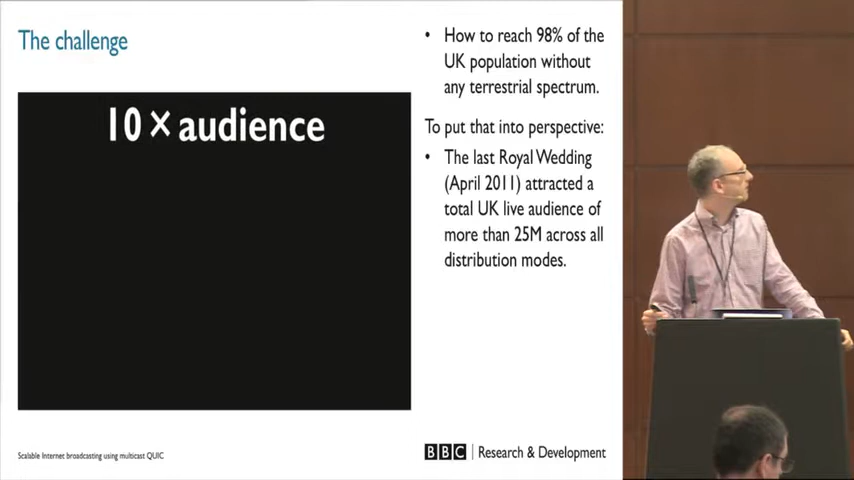 The challenge
10 × audience
• How to reach 98% of the
UK population without
any terrestrial spectrum.
To put that into perspective:
• The last Royal Wedding
(April 2011) attracted a
total UK live audience of
more than 25M across all
distribution modes.
Scalable Internet broadcasting using multicast QUIC
BBC | Research & Development